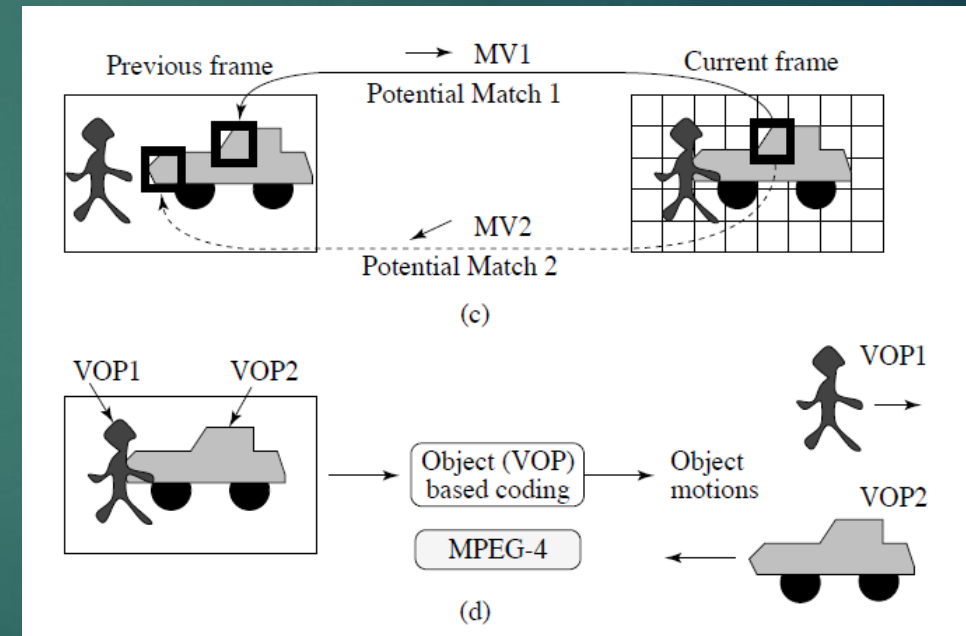 MV1
Previous frame
Current frame
Potential Match 1
MV2
Potential Match 2
(c)
VOP1
VOP2
VOP1
Object (VOP)
based coding
Object
motions
VOP2
MPEG-4
(d)